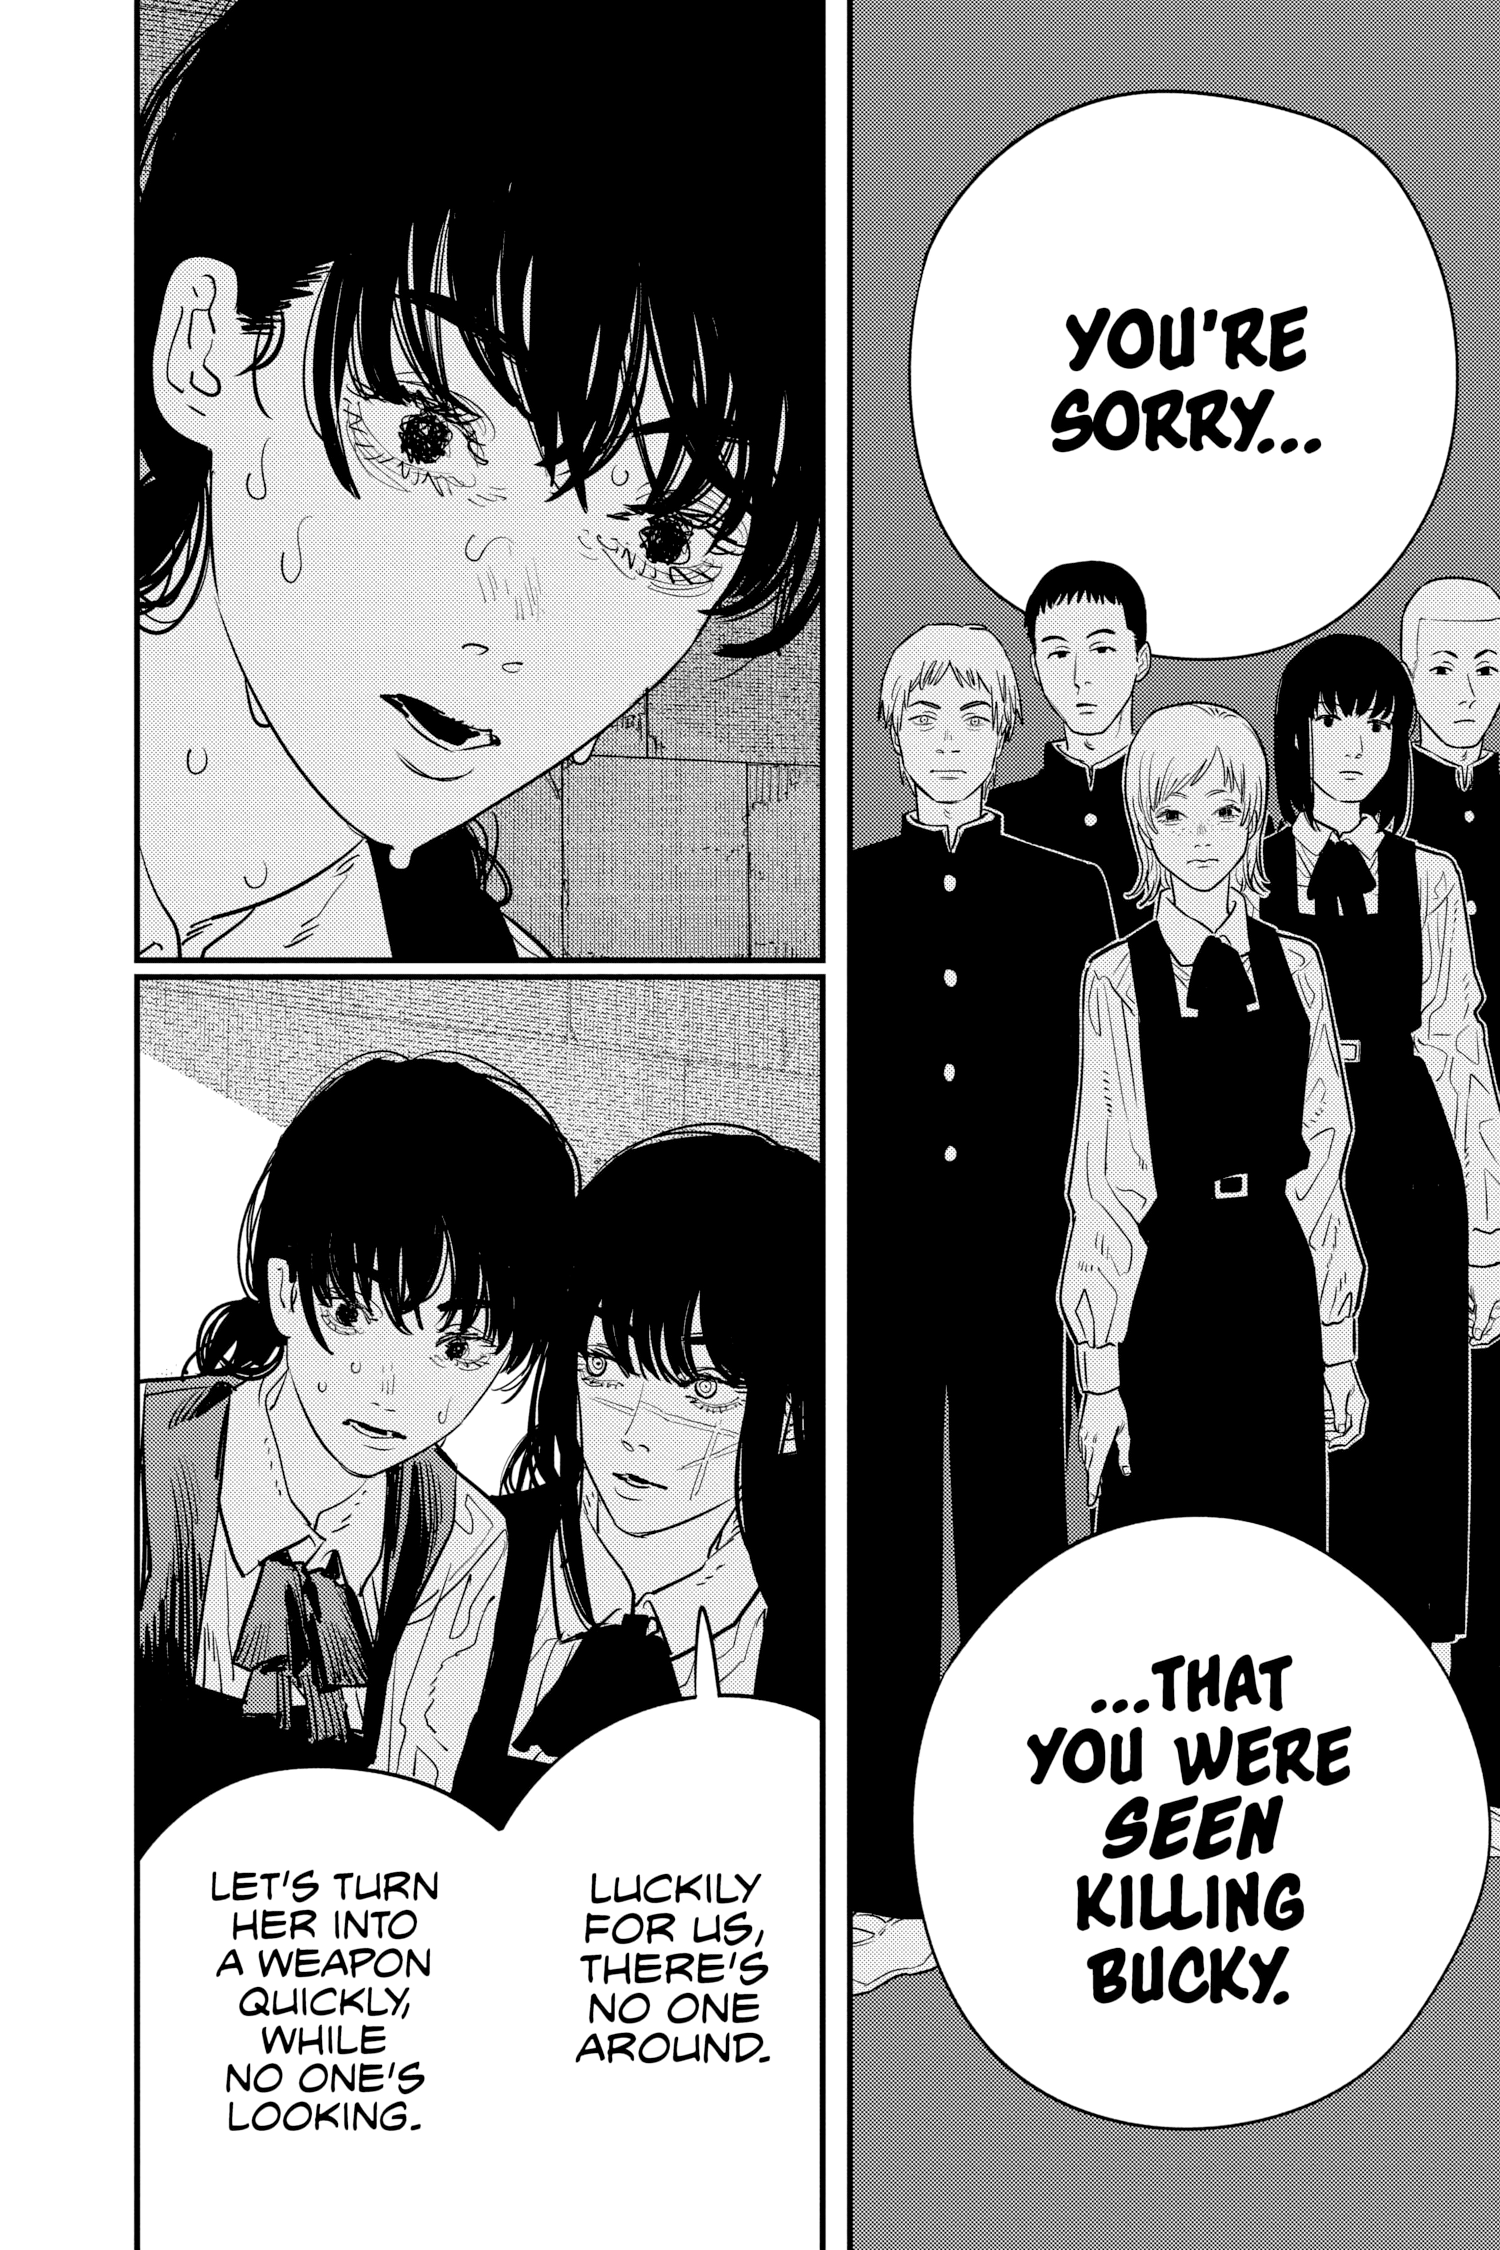 YOU'RE
SORRY...
...THAT
YOU WERE
SEEN
KILLING
BUCKY.
LUCKILY
FOR US,
THERE'S
NO ONE
AROUND.
LET'S TURN
HER INTO
A WEAPON
QUICKLY,
WHILE
NO ONE'S
LOOKING.